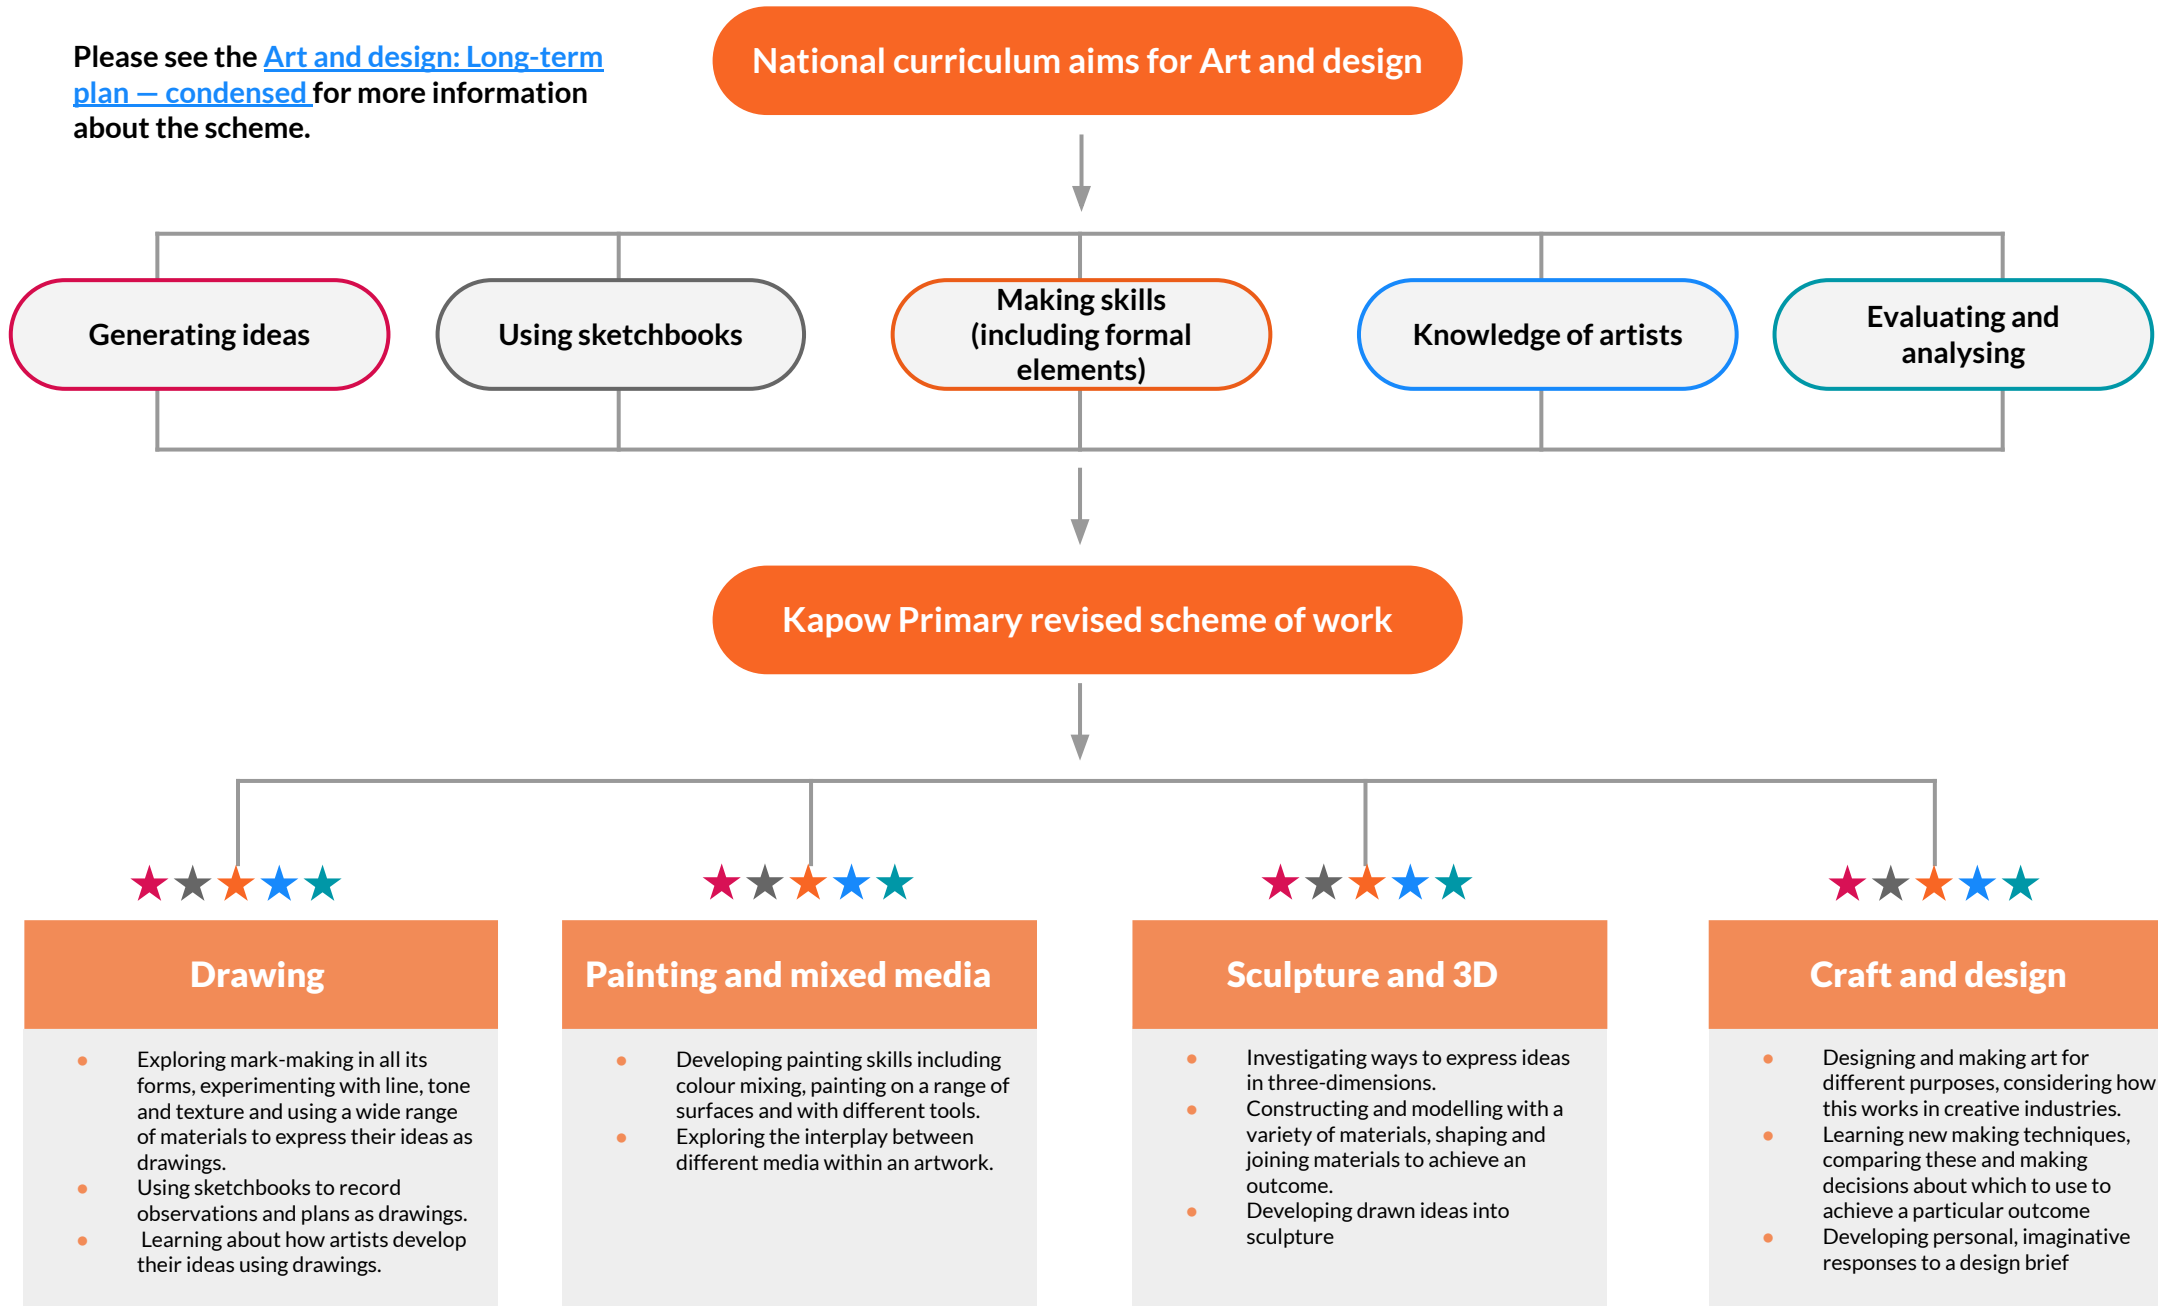 Please see the Art and design: Long-term
plan — condensed for more information
about the scheme.
National curriculum aims for Art and design
Generating ideas
Using sketchbooks
Making skills
(including formal
elements)
Knowledge of artists
Evaluating and
analysing
Kapow Primary revised scheme of work
Drawing
● Exploring mark-making in all its
forms, experimenting with line, tone
and texture and using a wide range
of materials to express their ideas as
drawings.
● Using sketchbooks to record
observations and plans as drawings.
● Learning about how artists develop
their ideas using drawings.
Painting and mixed media
● Developing painting skills including
colour mixing, painting on a range of
surfaces and with different tools.
● Exploring the interplay between
different media within an artwork.
Sculpture and 3D
● Investigating ways to express ideas
in three-dimensions.
● Constructing and modelling with a
variety of materials, shaping and
joining materials to achieve an
outcome.
● Developing drawn ideas into
sculpture
Craft and design
● Designing and making art for
different purposes, considering how
this works in creative industries.
● Learning new making techniques,
comparing these and making
decisions about which to use to
achieve a particular outcome
● Developing personal, imaginative
responses to a design brief